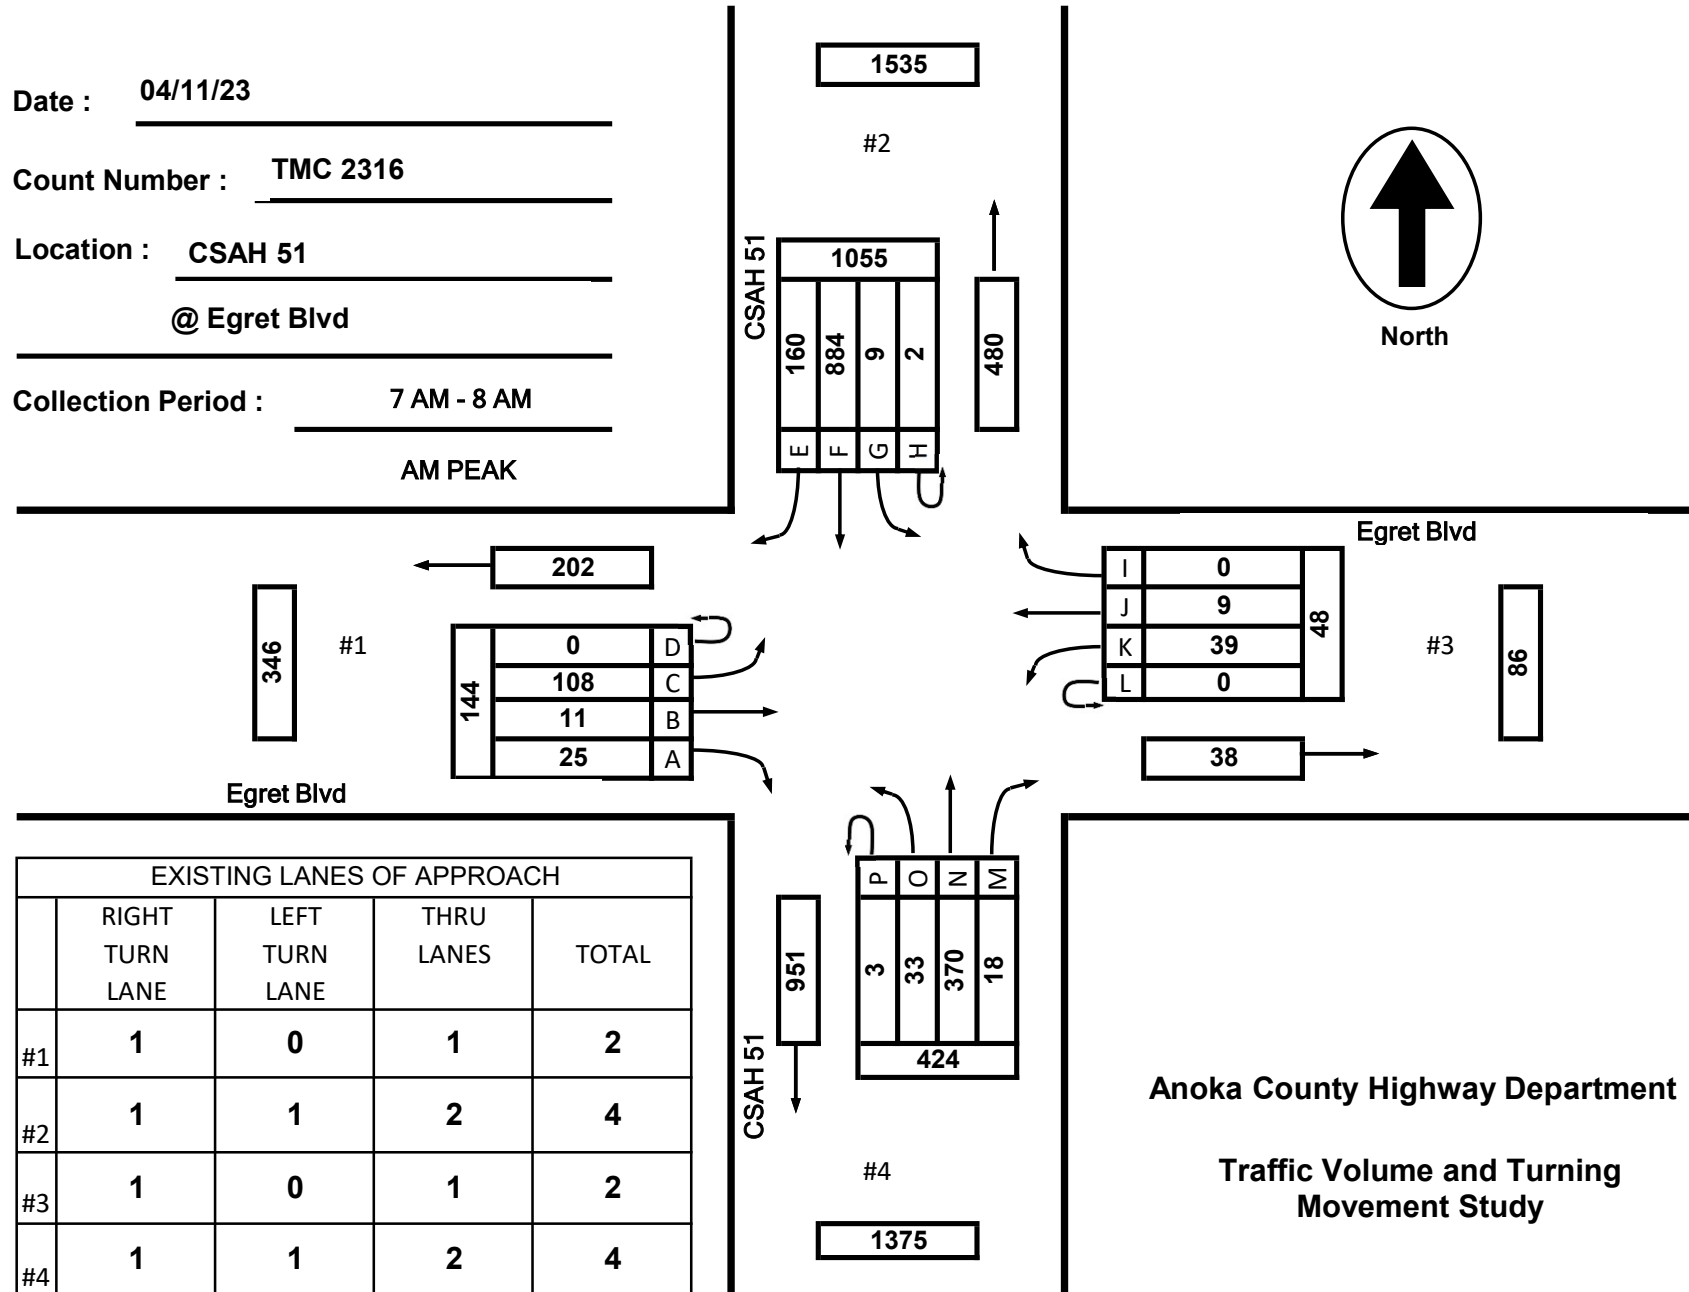 Date : 04/11/23
Count Number : TMC 2316
Location : CSAH 51
@ Egret Blvd
Collection Period : 7 AM - 8 AM
AM PEAK
1535
#2
CSAH 51
1055
160 884 9 2
E F G H
480
North
Egret Blvd
202
346
#1
144
0 D
108 C
11 B
25 A
Egret Blvd
I 0
J 9
K 39
L 0
48
#3
86
38
P O N M
3 33 370 18
424
951
CSAH 51
#4
1375
EXISTING LANES OF APPROACH
RIGHT TURN LANE
LEFT TURN LANE
THRU LANES
TOTAL
#1 1 0 1 2
#2 1 1 2 4
#3 1 0 1 2
#4 1 1 2 4
Anoka County Highway Department
Traffic Volume and Turning
Movement Study